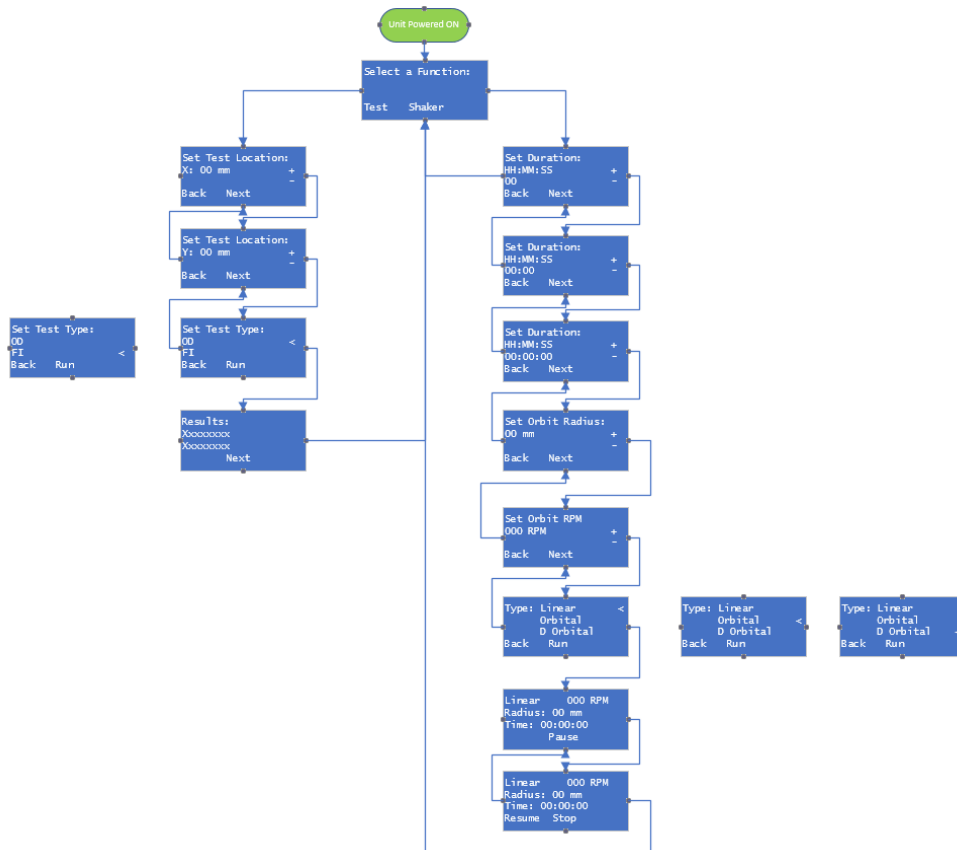 Unit Powered ON
Select a Function:
Test Shaker
Set Test Location:
X: 00 mm +
-
Back Next
Set Test Location:
Y: 00 mm +
-
Back Next
Set Test Type:
OD
FI <
Back Run
Set Test Type:
OD <
FI
Back Run
Results:
Xxxxxxxx
Xxxxxxxx
Next
Set Duration:
HH:MM:SS +
00 -
Back Next
Set Duration:
HH:MM:SS +
00:00 -
Back Next
Set Duration:
HH:MM:SS +
00:00:00 -
Back Next
Set Orbit Radius:
00 mm +
-
Back Next
Set Orbit RPM
000 RPM +
-
Back Next
Type: Linear <
Orbital
D Orbital
Back Run
Type: Linear
Orbital <
D Orbital
Back Run
Type: Linear
Orbital
D Orbital
Back Run
Linear 000 RPM
Radius: 00 mm
Time: 00:00:00
Pause
Linear 000 RPM
Radius: 00 mm
Time: 00:00:00
Resume Stop